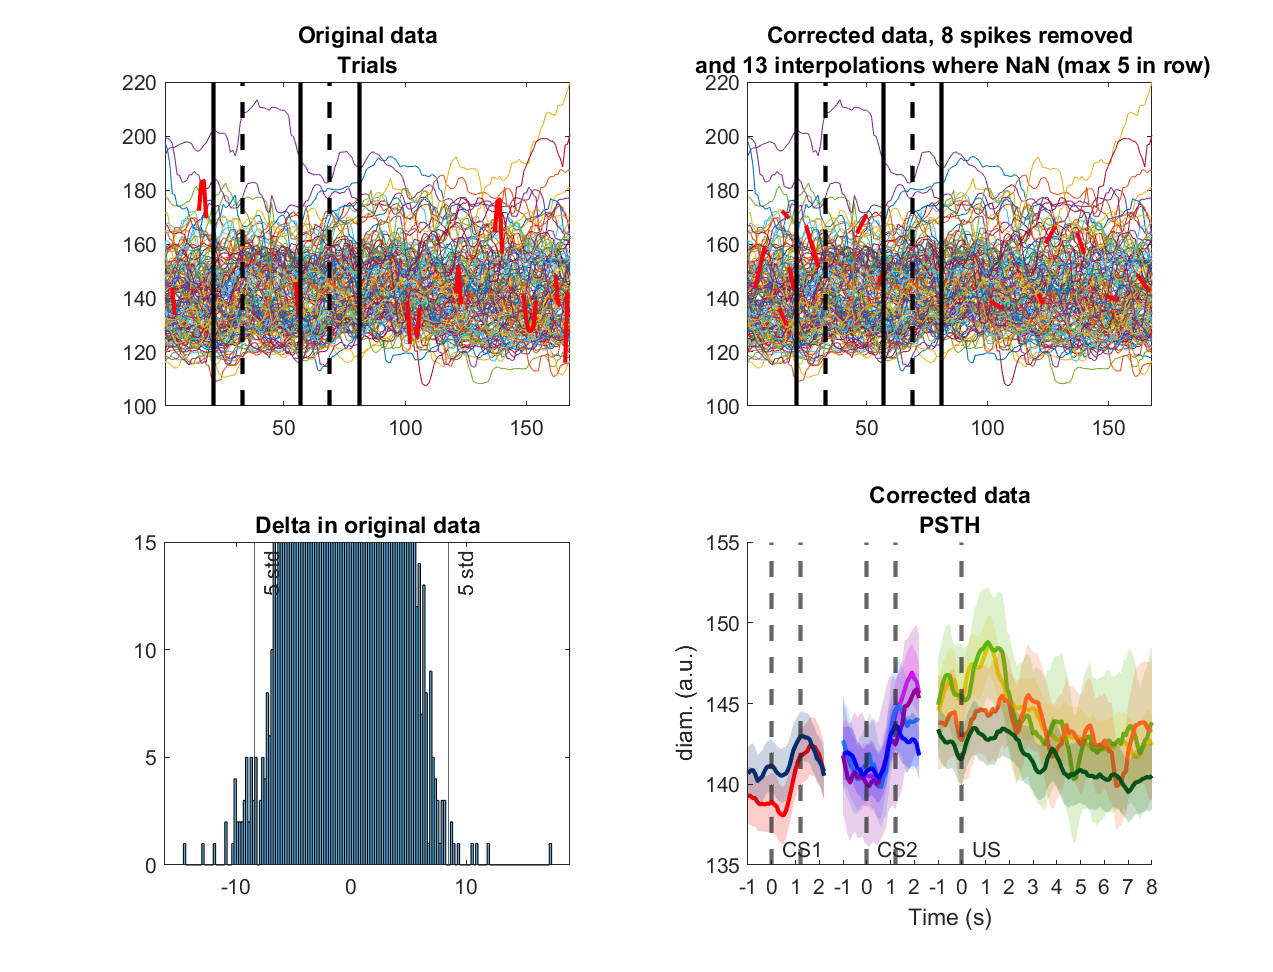 Original data
Trials
220
200
180
160
140
120
100
50
100
150
Corrected data, 8 spikes removed
and 13 interpolations where NaN (max 5 in row)
220
200
180
160
140
120
100
50
100
150
Delta in original data
15
10
5
0
-10
0
10
5 std
5 std
Corrected data
PSTH
155
150
145
140
135
diam. (a.u.)
CS1
CS2
US
-1 0 1 2 -1 0 1 2 -1 0 1 2 3 4 5 6 7 8
Time (s)